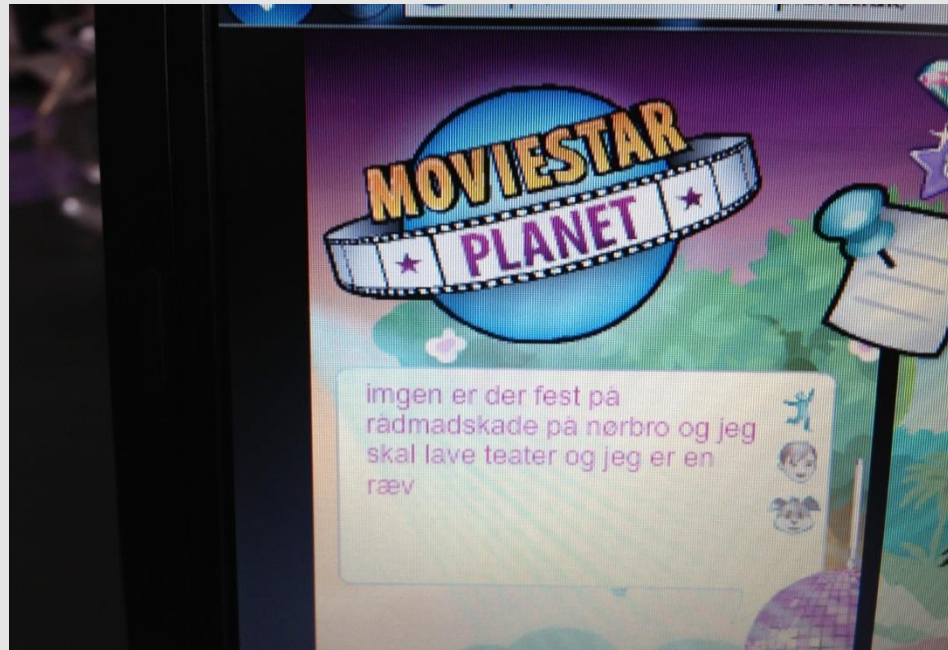 MOVIESTAR
PLANET
imgen er der fest på
rådmadskade på nørbro og jeg
skal lave teater og jeg er en
ræv